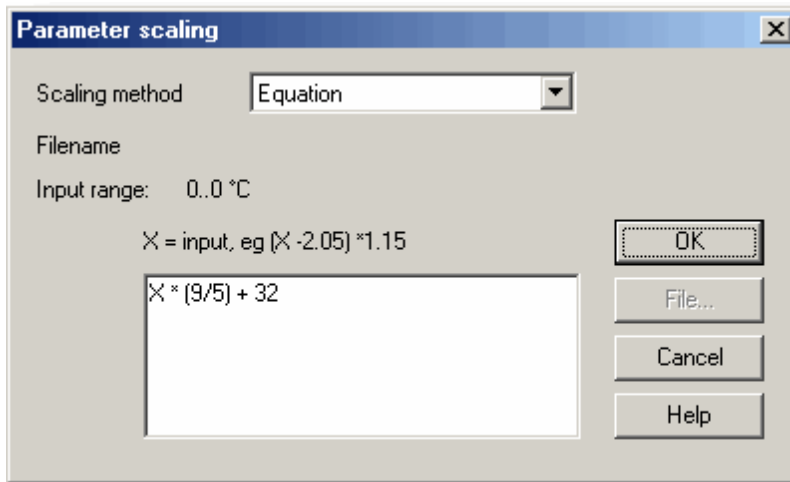 Parameter scaling
Scaling method Equation
Filename
Input range: 0..0 °C
X = input, eg (X -2.05) *1.15
X * (9/5) + 32
OK
File...
Cancel
Help